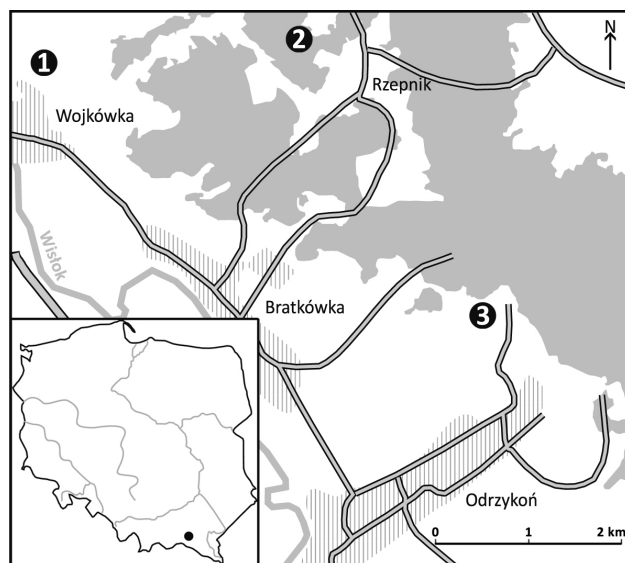 N
1
2
Rzepnik
Wojkówka
Wisłok
Bratkówka
3
Odrzykoń
0 1 2 km